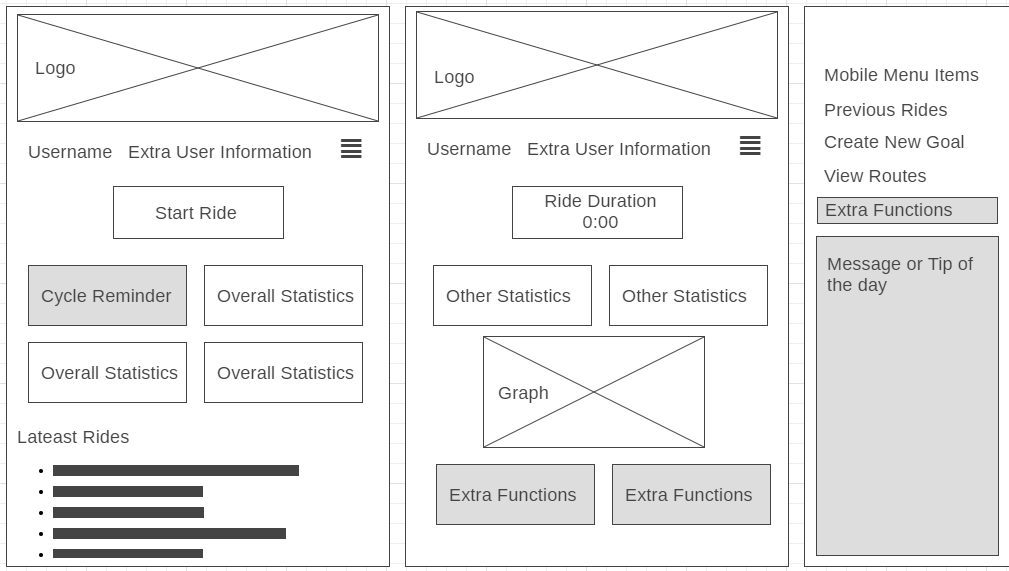 Logo
Username Extra User Information
Start Ride
Cycle Reminder Overall Statistics
Overall Statistics Overall Statistics
Lateast Rides
Logo
Username Extra User Information
Ride Duration
0:00
Other Statistics Other Statistics
Graph
Extra Functions Extra Functions
Mobile Menu Items
Previous Rides
Create New Goal
View Routes
Extra Functions
Message or Tip of
the day